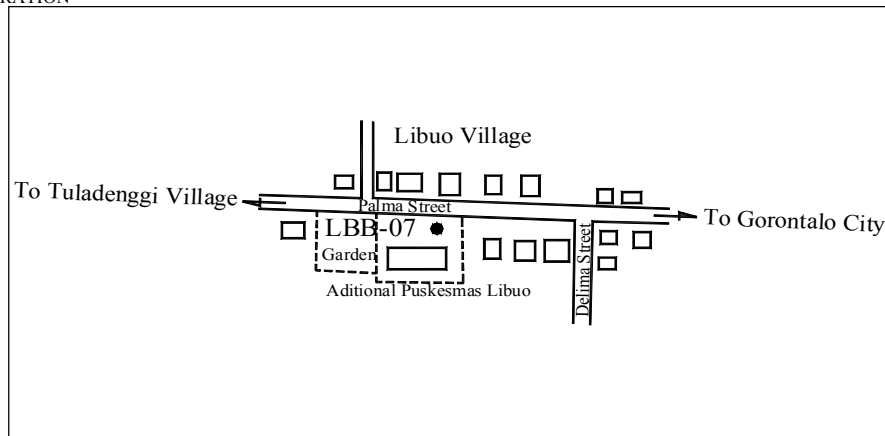 Libuo Village
To Tuladenggi Village
Palma Street
To Gorontalo City
LBB-07
Garden
Delima Street
Aditional Puskesmas Libuo